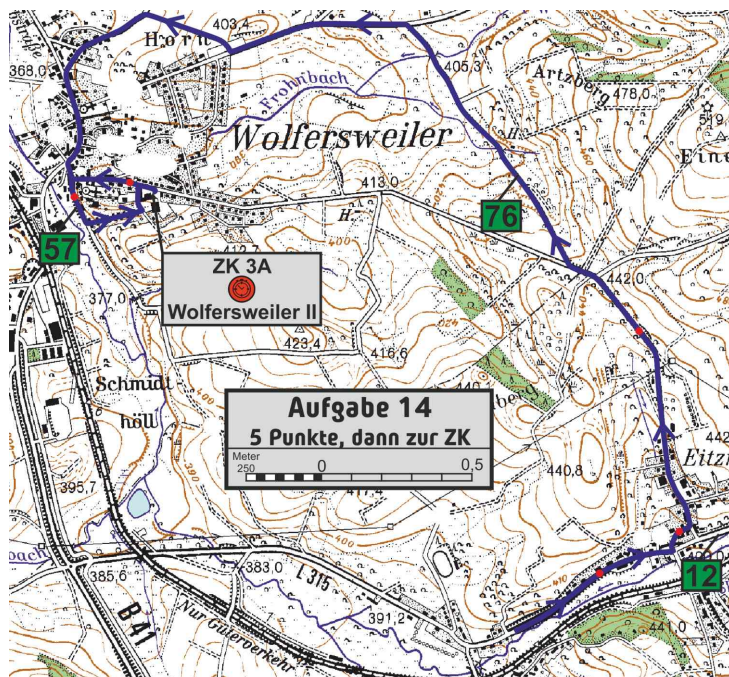 403,4
Horn
368,0
Frohnbach
405,3
Artzberg
478,0
519,
Wolfersweiler
Eine
H.
413,0
H.
76
57
412,7
ZK 3A
Wolfersweiler II
442,0
377,0
423,4
416,6
Schmidt
höll
Aufgabe 14
5 Punkte, dann zur ZK
Meter
250 0 0,5
440,8
442
Eitz
395,7
385,6
383,0
L 315
12
B 41
391,2
Nur Güterverkehr
441,0